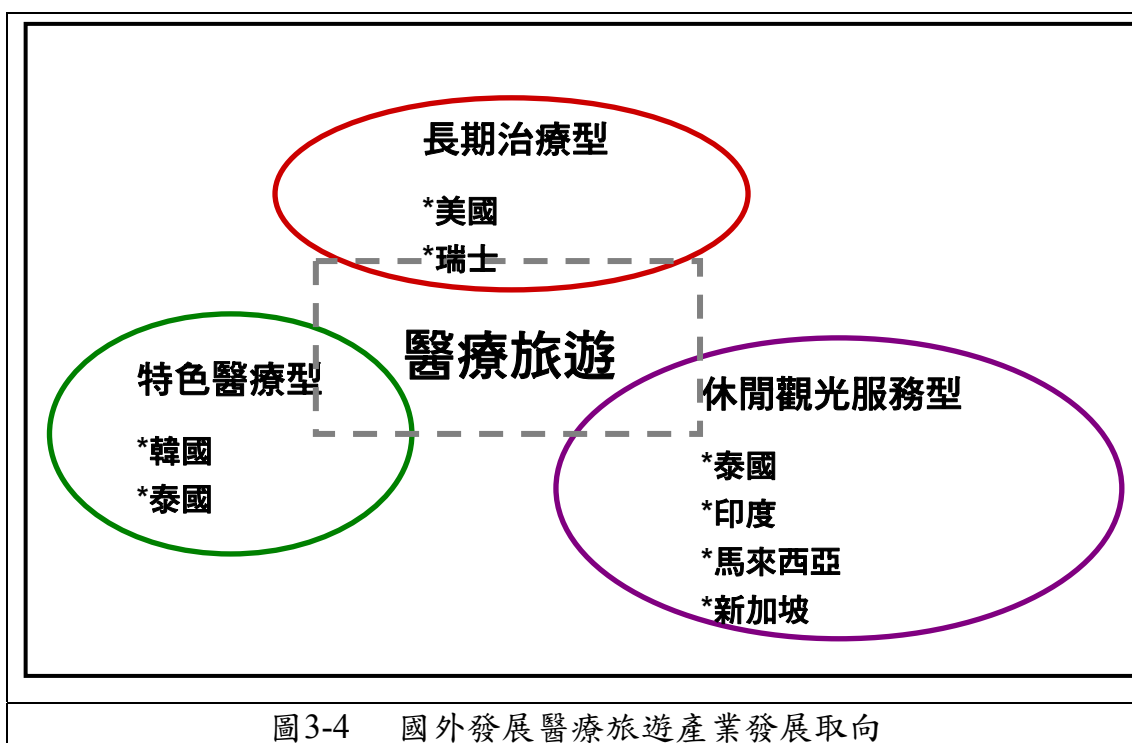 長期治療型
*美國
*瑞士
醫療旅遊
特色醫療型
*韓國
*泰國
休閒觀光服務型
*泰國
*印度
*馬來西亞
*新加坡
圖3-4 國外發展醫療旅遊產業發展取向